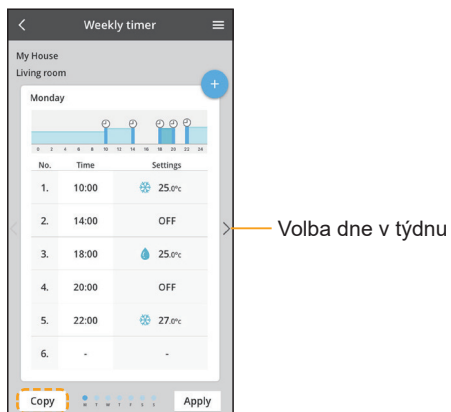 Weekly timer
My House
Living room
+
Monday
0 2 4 6 8 10 12 14 16 18 20 22 24
No. Time Settings
1. 10:00 25.0°c
2. 14:00 OFF
3. 18:00 25.0°c
4. 20:00 OFF
5. 22:00 27.0°c
6. - -
Volba dne v týdnu
Copy M T W T F S S Apply